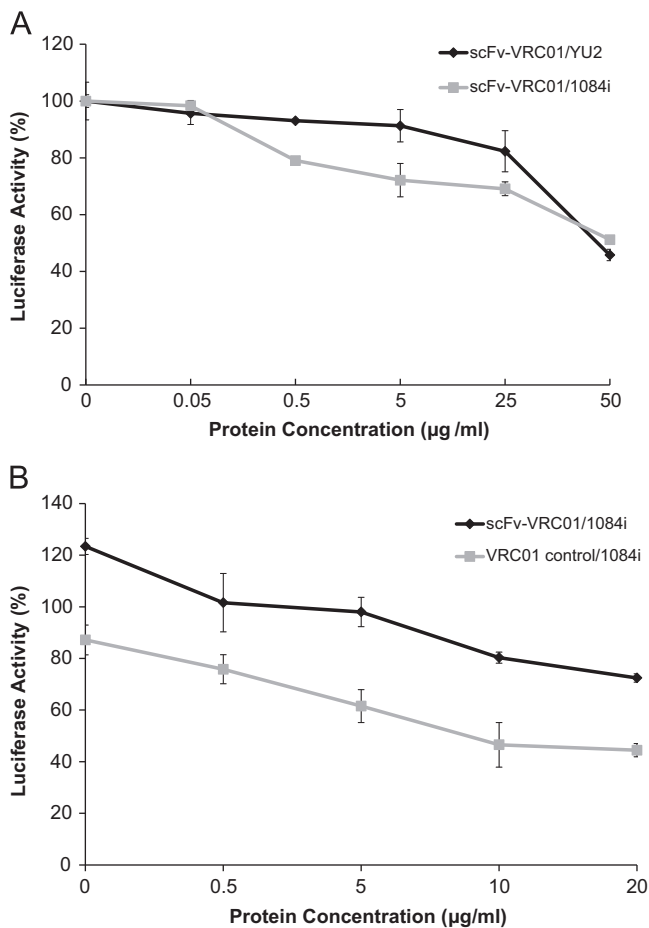 A
120
100
80
60
40
20
0
Luciferase Activity (%)
scFv-VRC01/YU2
scFv-VRC01/1084i
0 0.05 0.5 5 25 50
Protein Concentration (µg /ml)
B
140
120
100
80
60
40
20
0
Luciferase Activity (%)
scFv-VRC01/1084i
VRC01 control/1084i
0 0.5 5 10 20
Protein Concentration (µg/ml)